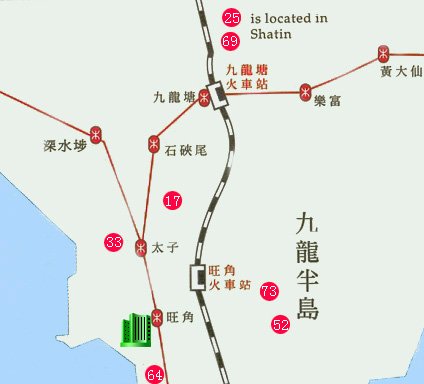 25 is located in
Shatin
69
九龍塘
火車站
黃大仙
九龍塘
樂富
深水埗
石硤尾
17
33
太子
九龍半島
旺角
火車站
73
旺角
52
64